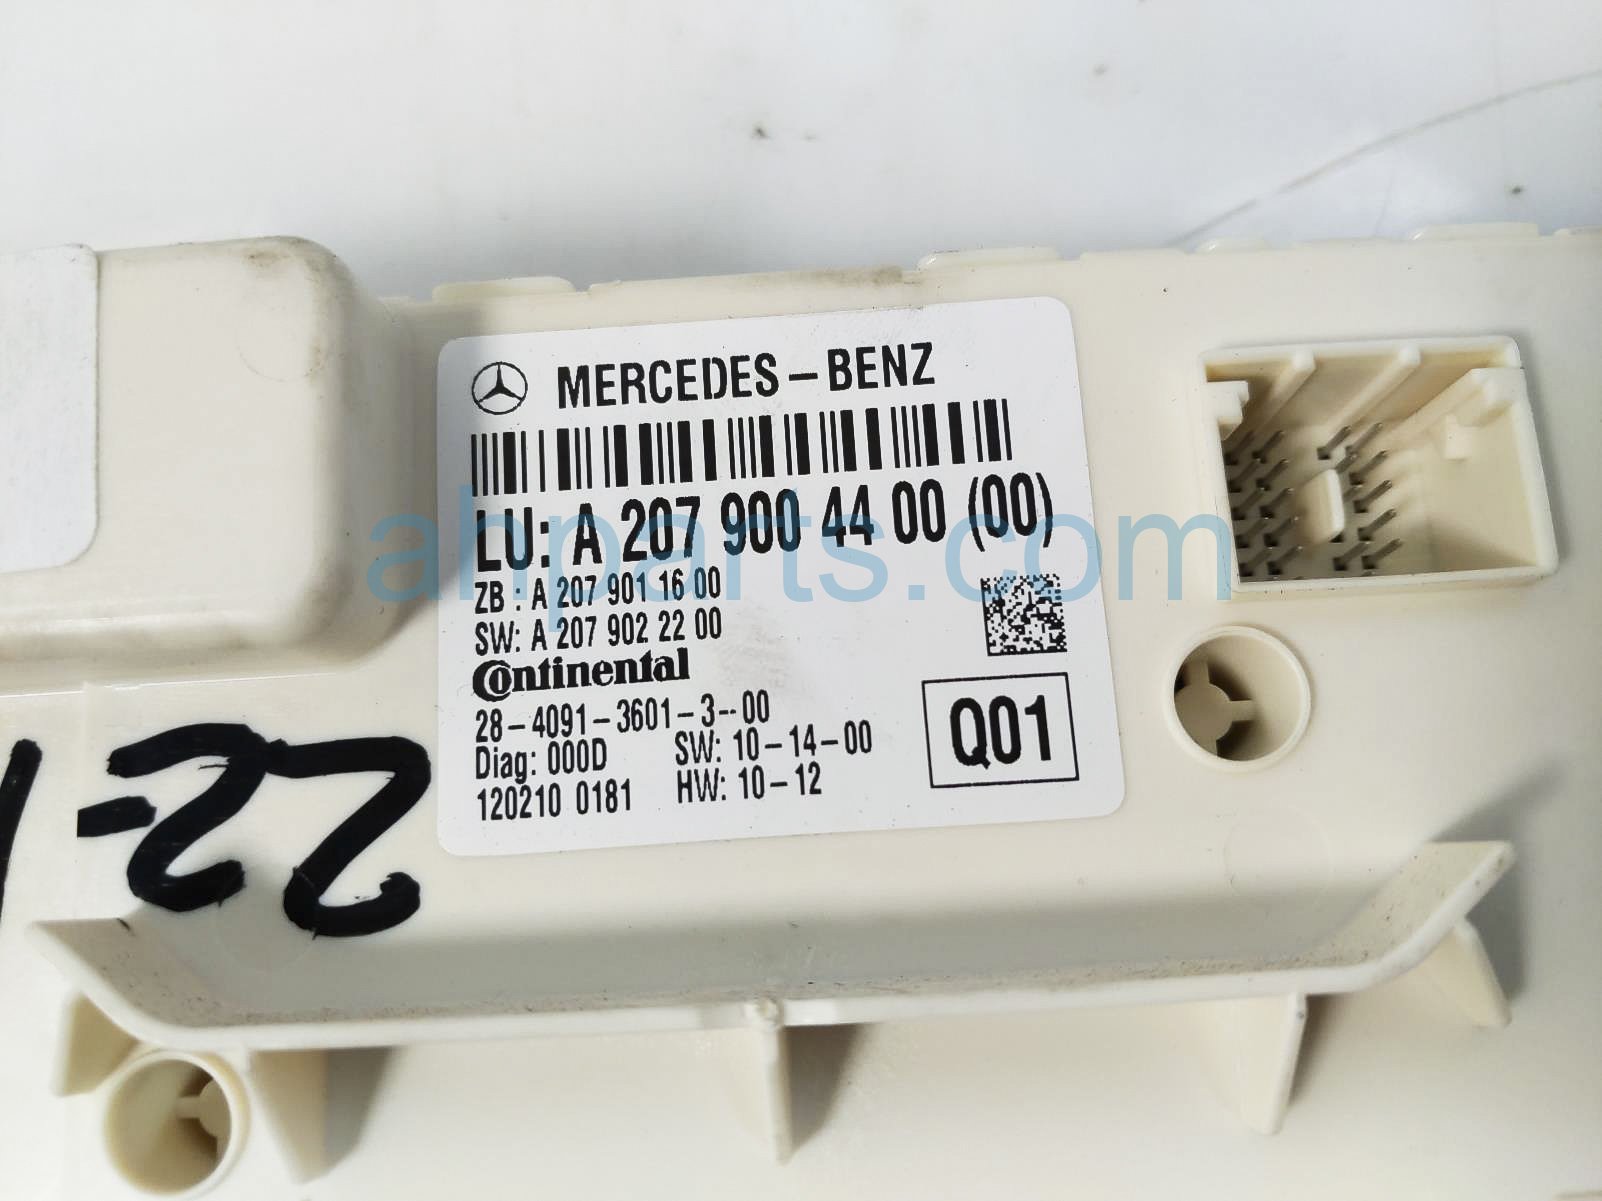 MERCEDES-BENZ
LU: A 207 900 44 00 (00)
ZB : A 207 901 16 00
SW: A 207 902 22 00
Continental
28-4091-3601-3--00
Diag: 000D SW: 10-14-00
120210 0181 HW: 10-12
Q01
ahparts.com
22-